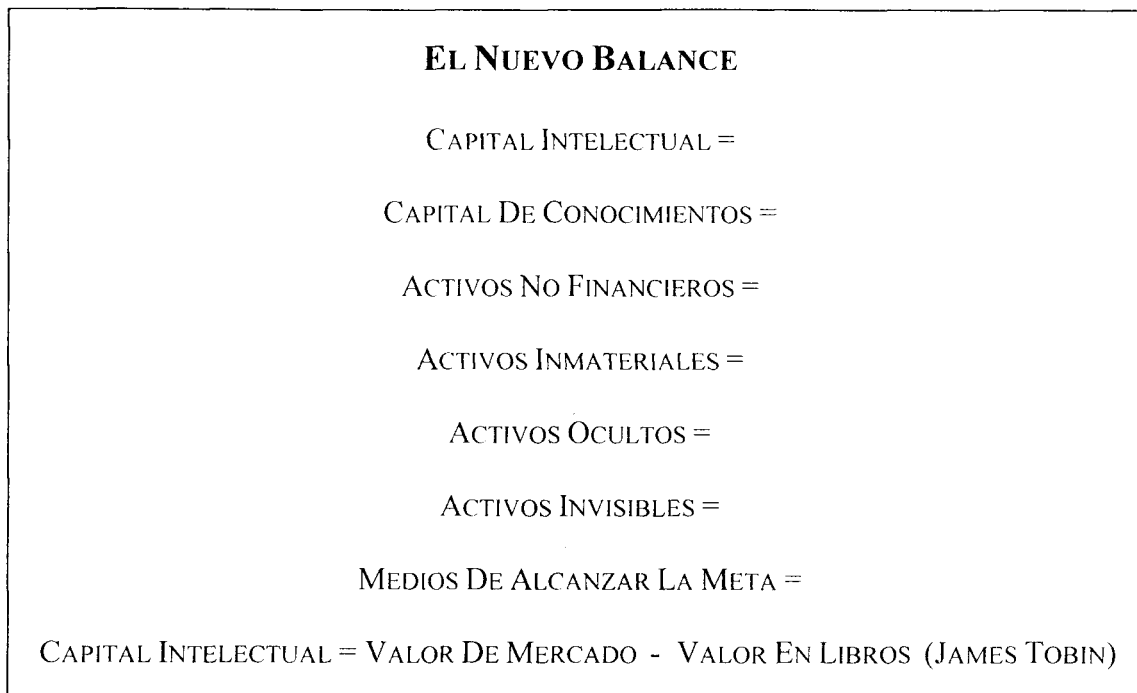 EL NUEVO BALANCE
CAPITAL INTELECTUAL =
CAPITAL DE CONOCIMIENTOS =
ACTIVOS NO FINANCIEROS =
ACTIVOS INMATERIALES =
ACTIVOS OCULTOS =
ACTIVOS INVISIBLES =
MEDIOS DE ALCANZAR LA META =
CAPITAL INTELECTUAL = VALOR DE MERCADO - VALOR EN LIBROS (JAMES TOBIN)